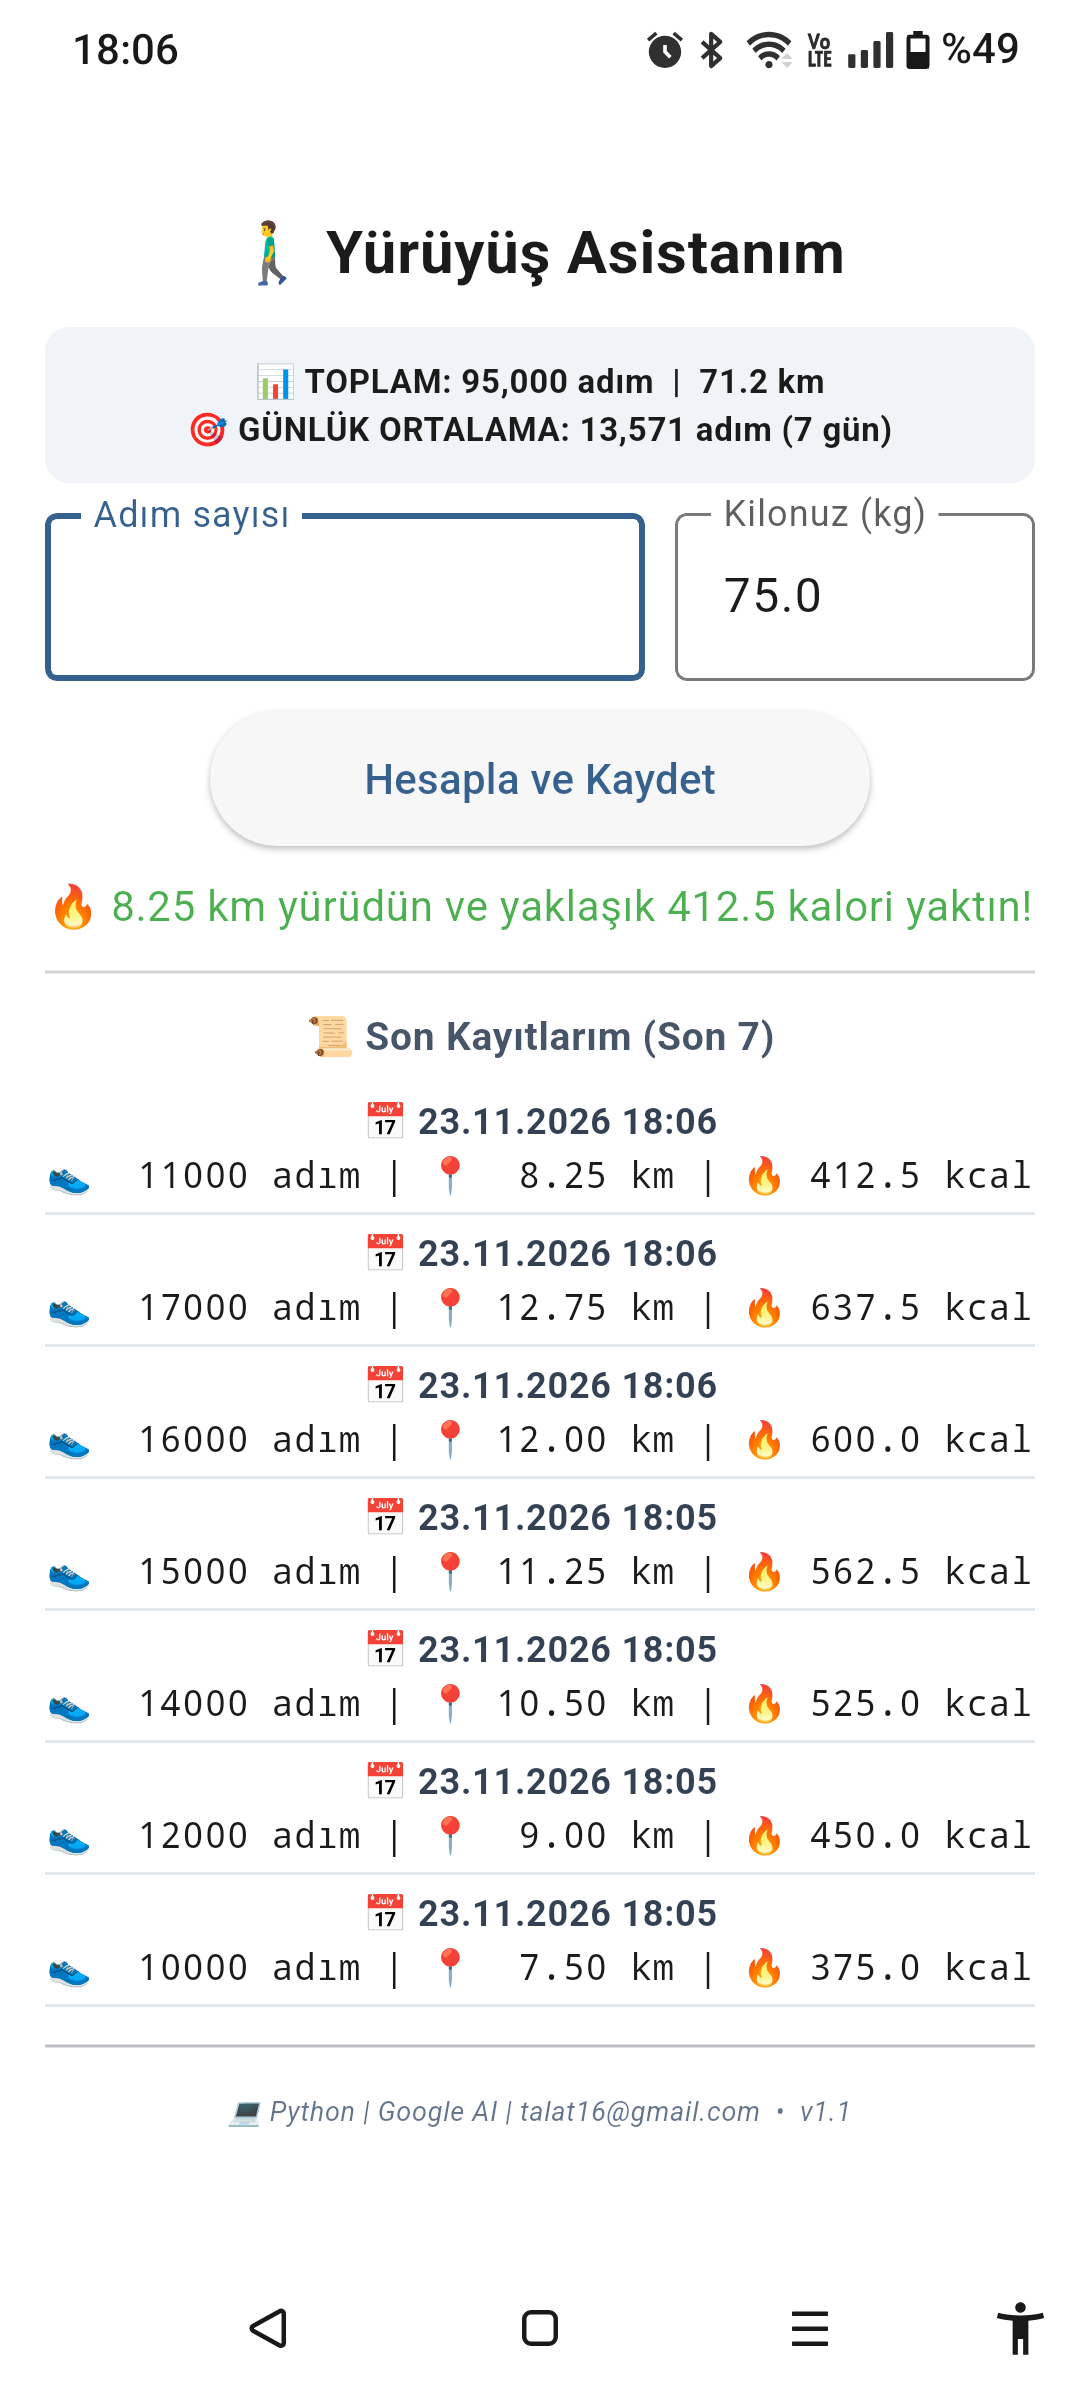 18:06 Vo LTE %49
🚶‍♂️ Yürüyüş Asistanım
📊 TOPLAM: 95,000 adım | 71.2 km
🎯 GÜNLÜK ORTALAMA: 13,571 adım (7 gün)
Adım sayısı
Kilonuz (kg)
75.0
Hesapla ve Kaydet
🔥 8.25 km yürüdün ve yaklaşık 412.5 kalori yaktın!
📜 Son Kayıtlarım (Son 7)
📅 23.11.2026 18:06
👟 11000 adım | 📍 8.25 km | 🔥 412.5 kcal
📅 23.11.2026 18:06
👟 17000 adım | 📍 12.75 km | 🔥 637.5 kcal
📅 23.11.2026 18:06
👟 16000 adım | 📍 12.00 km | 🔥 600.0 kcal
📅 23.11.2026 18:05
👟 15000 adım | 📍 11.25 km | 🔥 562.5 kcal
📅 23.11.2026 18:05
👟 14000 adım | 📍 10.50 km | 🔥 525.0 kcal
📅 23.11.2026 18:05
👟 12000 adım | 📍 9.00 km | 🔥 450.0 kcal
📅 23.11.2026 18:05
👟 10000 adım | 📍 7.50 km | 🔥 375.0 kcal
💻 Python | Google AI | talat16@gmail.com • v1.1